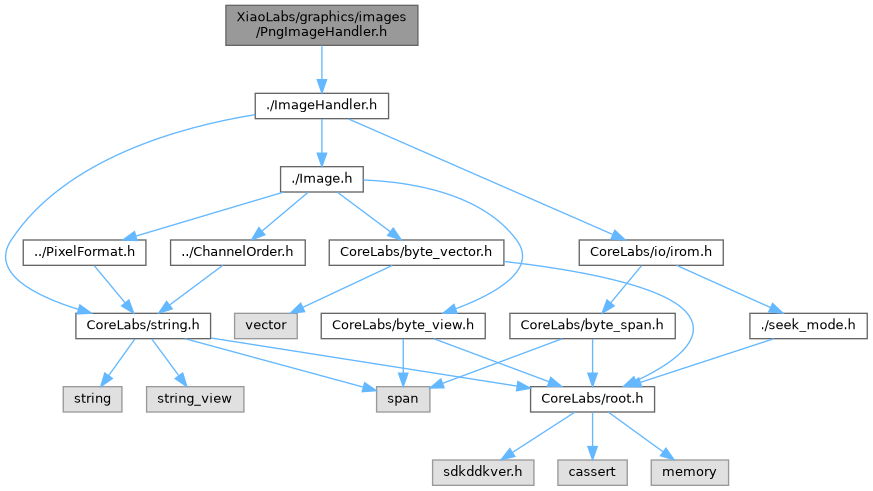 XiaoLabs/graphics/images
/PngImageHandler.h
./ImageHandler.h
./Image.h
../PixelFormat.h
../ChannelOrder.h
CoreLabs/byte_vector.h
CoreLabs/io/irom.h
CoreLabs/string.h
vector
CoreLabs/byte_view.h
CoreLabs/byte_span.h
./seek_mode.h
string
string_view
span
CoreLabs/root.h
sdkddkver.h
cassert
memory